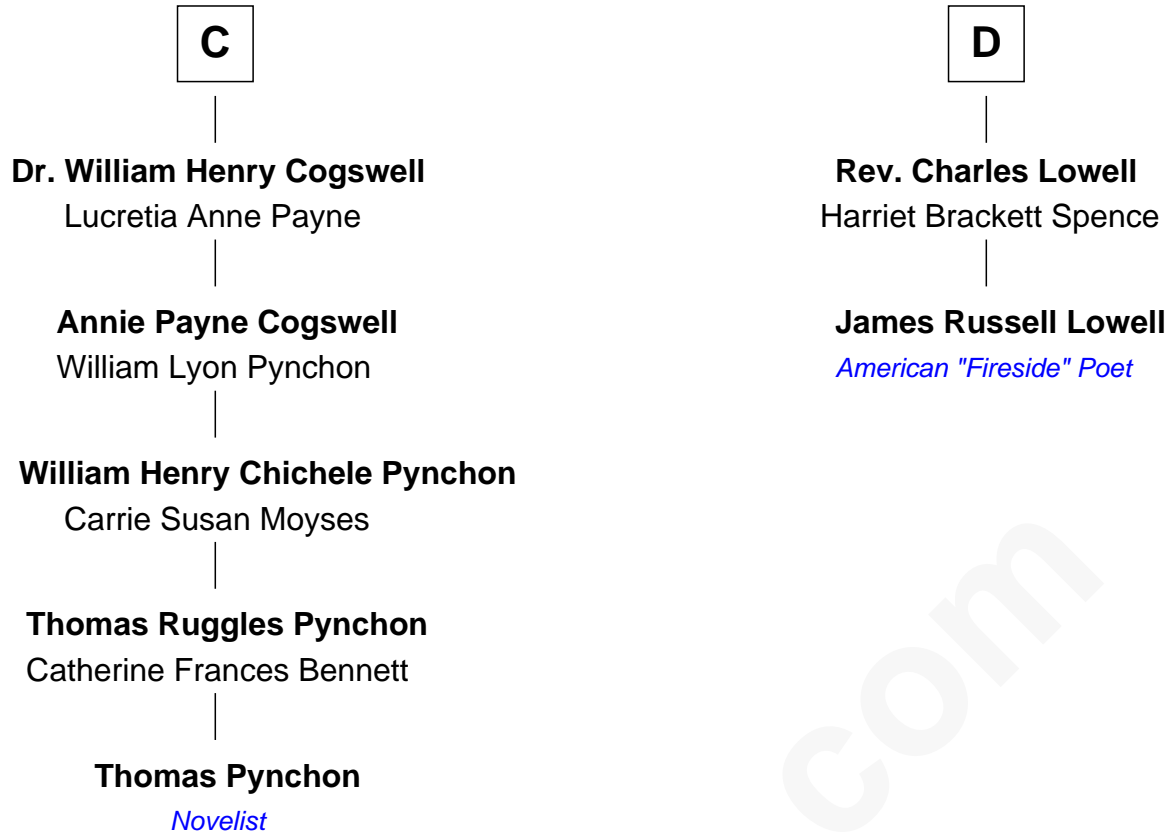 C
Dr. William Henry Cogswell
Lucretia Anne Payne
Annie Payne Cogswell
William Lyon Pynchon
William Henry Chichele Pynchon
Carrie Susan Moyses
Thomas Ruggles Pynchon
Catherine Frances Bennett
Thomas Pynchon
Novelist
D
Rev. Charles Lowell
Harriet Brackett Spence
James Russell Lowell
American "Fireside" Poet
com